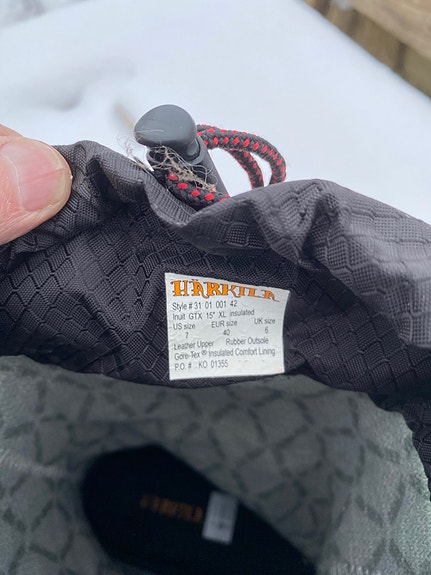 HÄRKILA
Style # 31 01 001 42
Inuit GTX 15" XL insulated
US size EUR size UK size
7 40 6
Leather Upper Rubber Outsole
Gore-Tex ® Insulated Comfort Lining
P.O. # KO 01355
HÄRKILA